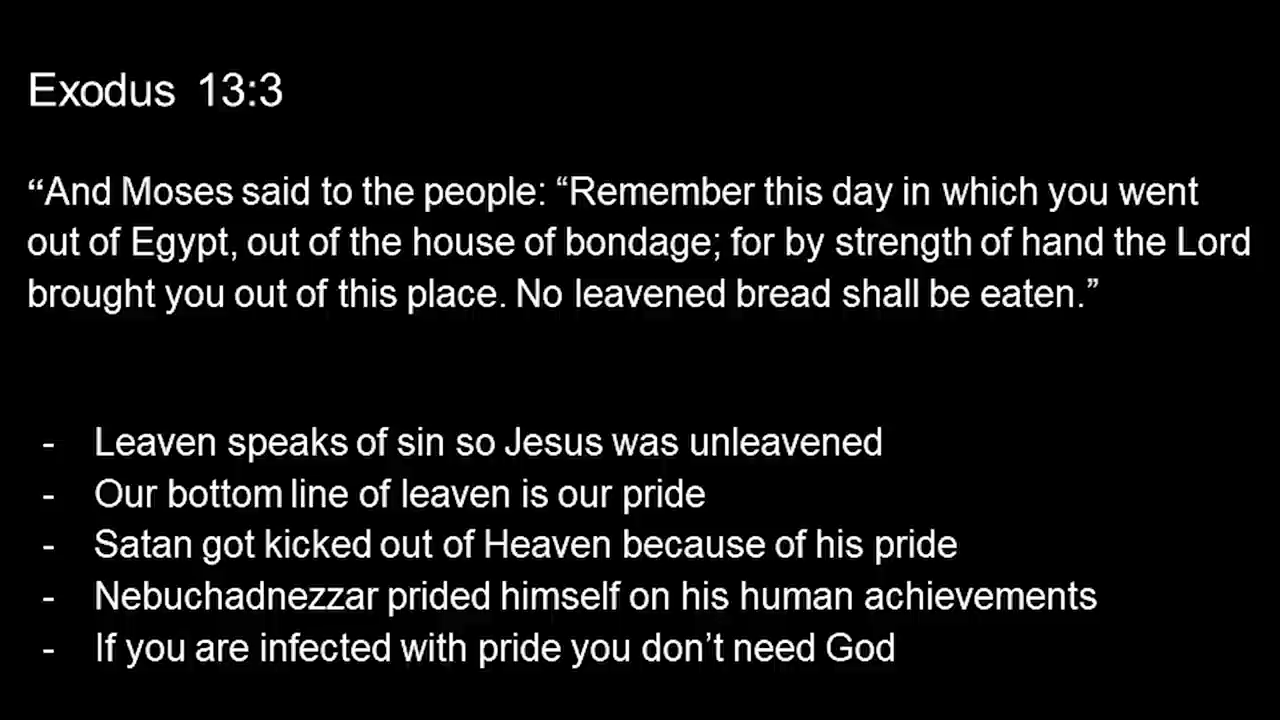 Exodus 13:3
“And Moses said to the people: “Remember this day in which you went
out of Egypt, out of the house of bondage; for by strength of hand the Lord
brought you out of this place. No leavened bread shall be eaten.”
- Leaven speaks of sin so Jesus was unleavened
- Our bottom line of leaven is our pride
- Satan got kicked out of Heaven because of his pride
- Nebuchadnezzar prided himself on his human achievements
- If you are infected with pride you don’t need God